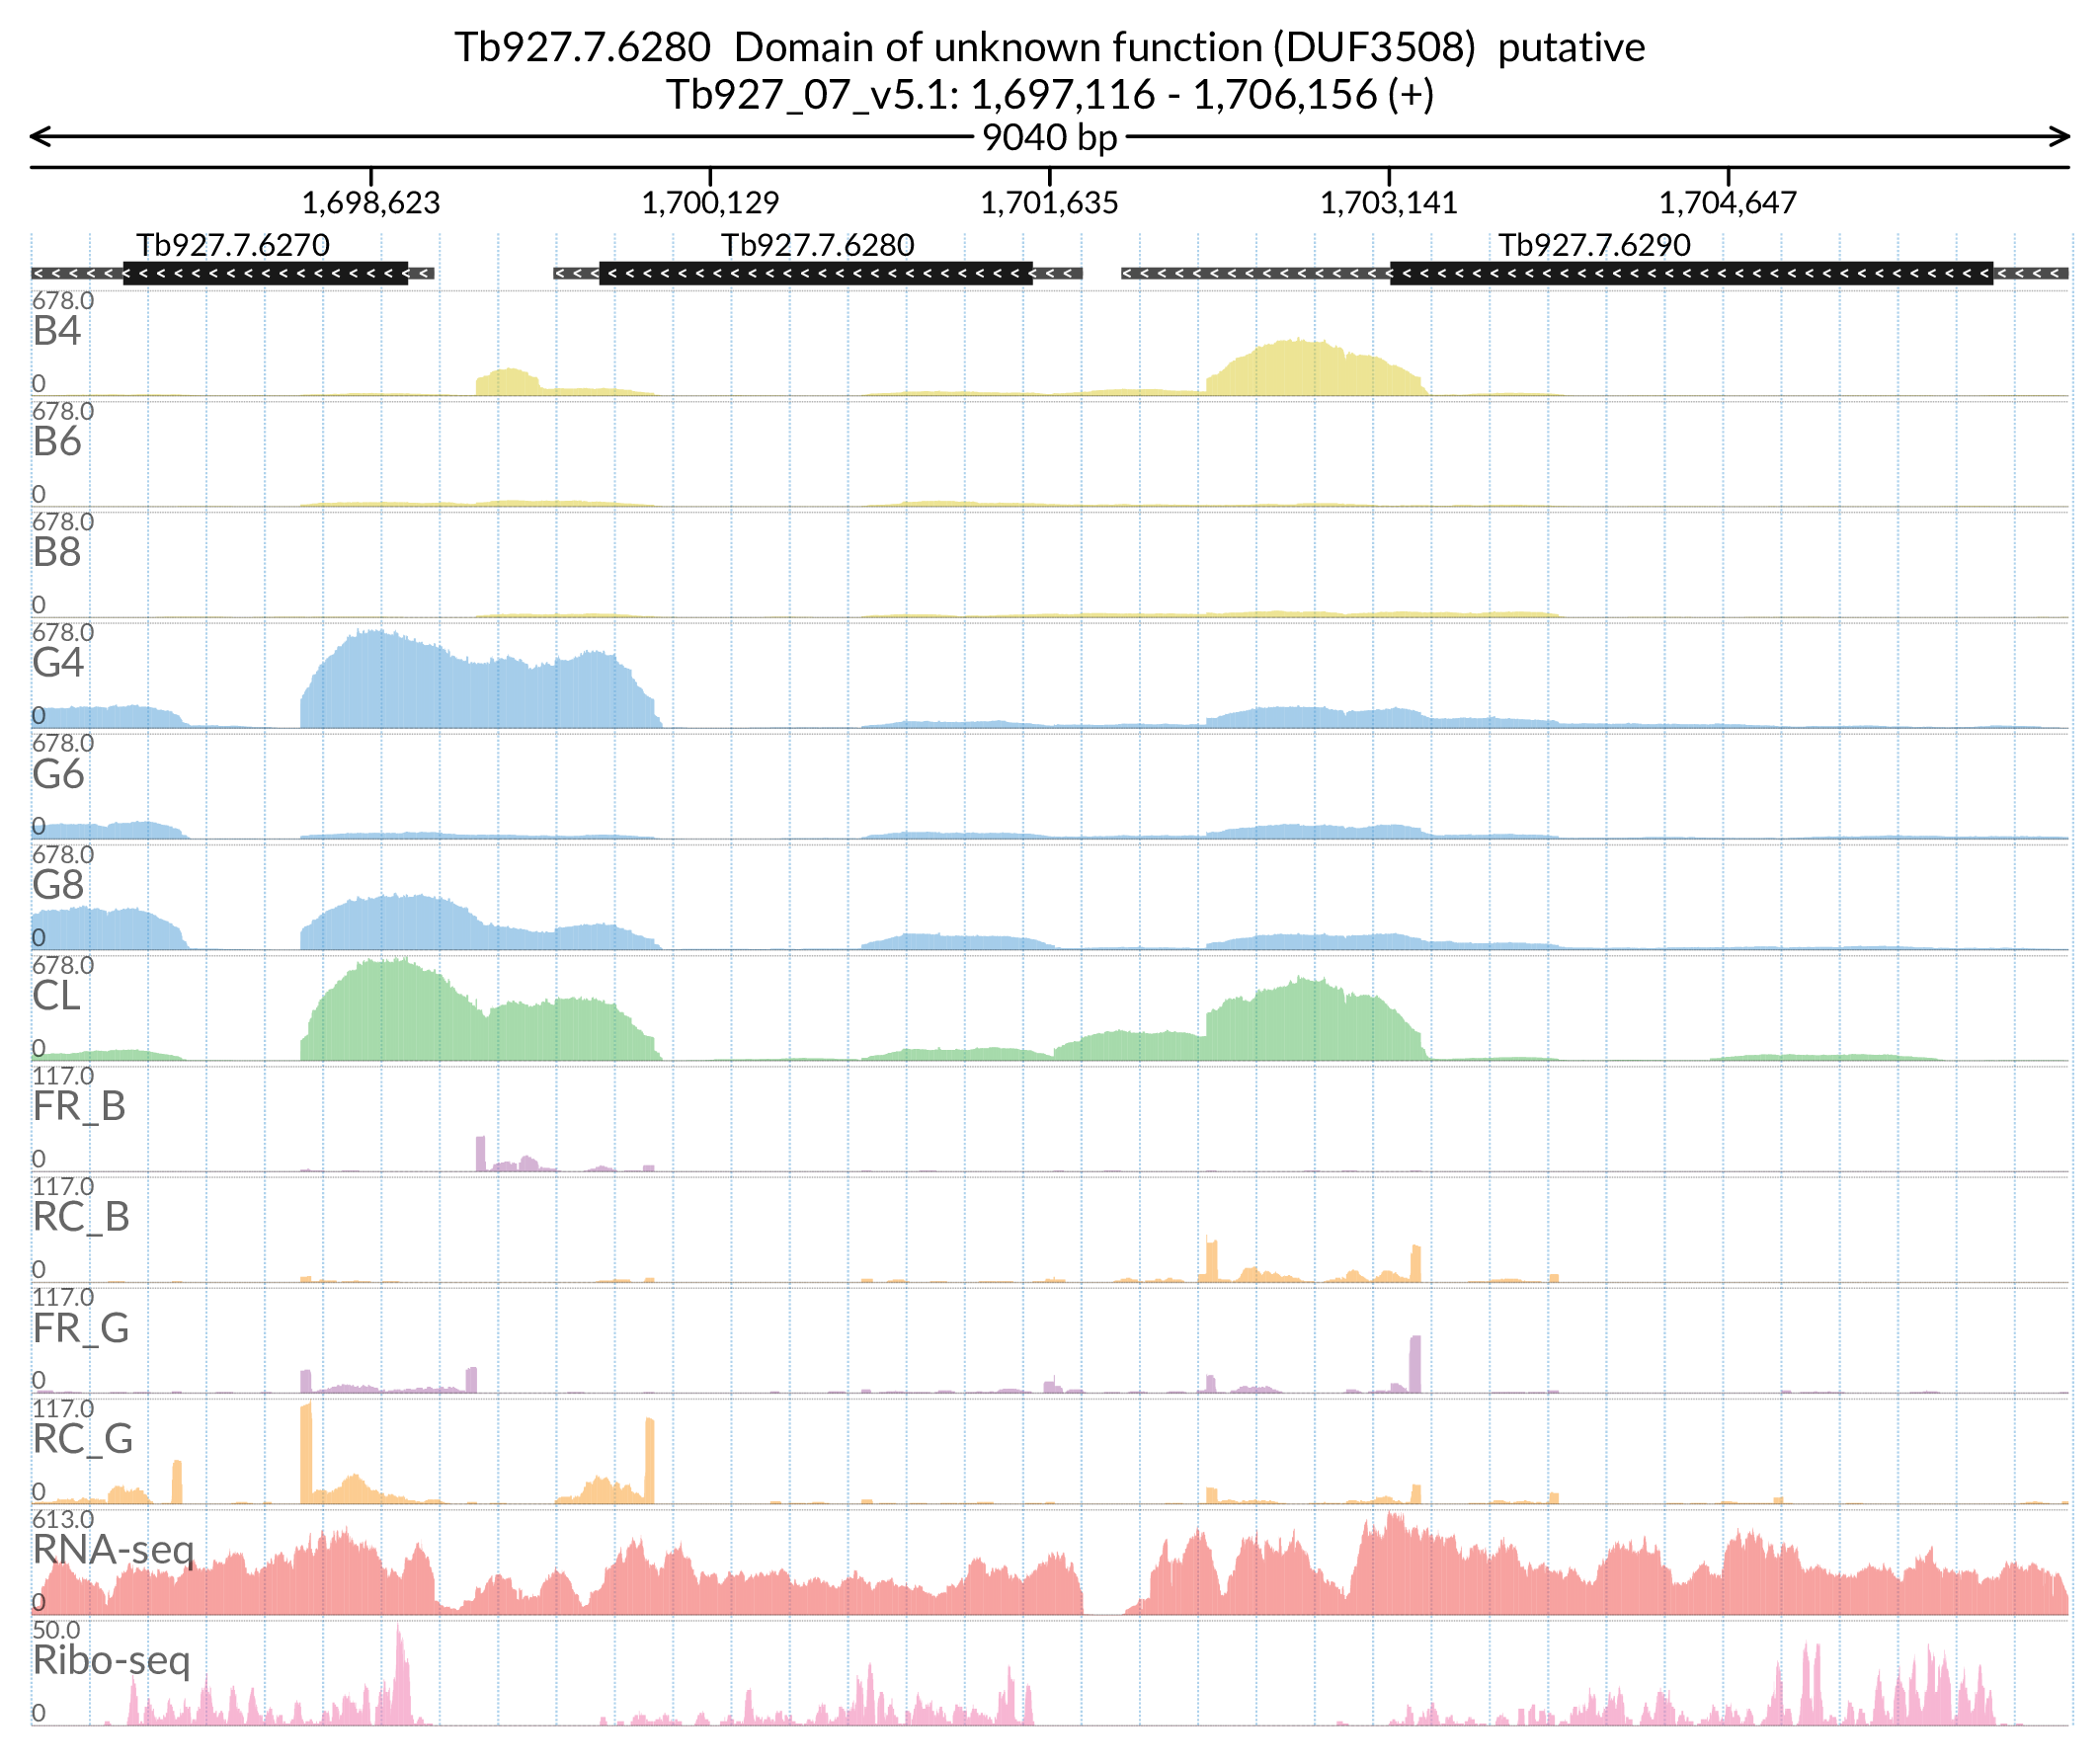 Tb927.7.6280  Domain of unknown function (DUF3508)  putative
Tb927_07_v5.1: 1,697,116 - 1,706,156 (+)
9040 bp
1,698,623 1,700,129 1,701,635 1,703,141 1,704,647
Tb927.7.6270 Tb927.7.6280 Tb927.7.6290
678.0
B4
0
678.0
B6
0
678.0
B8
0
678.0
G4
0
678.0
G6
0
678.0
G8
0
678.0
CL
0
117.0
FR_B
0
117.0
RC_B
0
117.0
FR_G
0
117.0
RC_G
0
613.0
RNA-seq
0
50.0
Ribo-seq
0